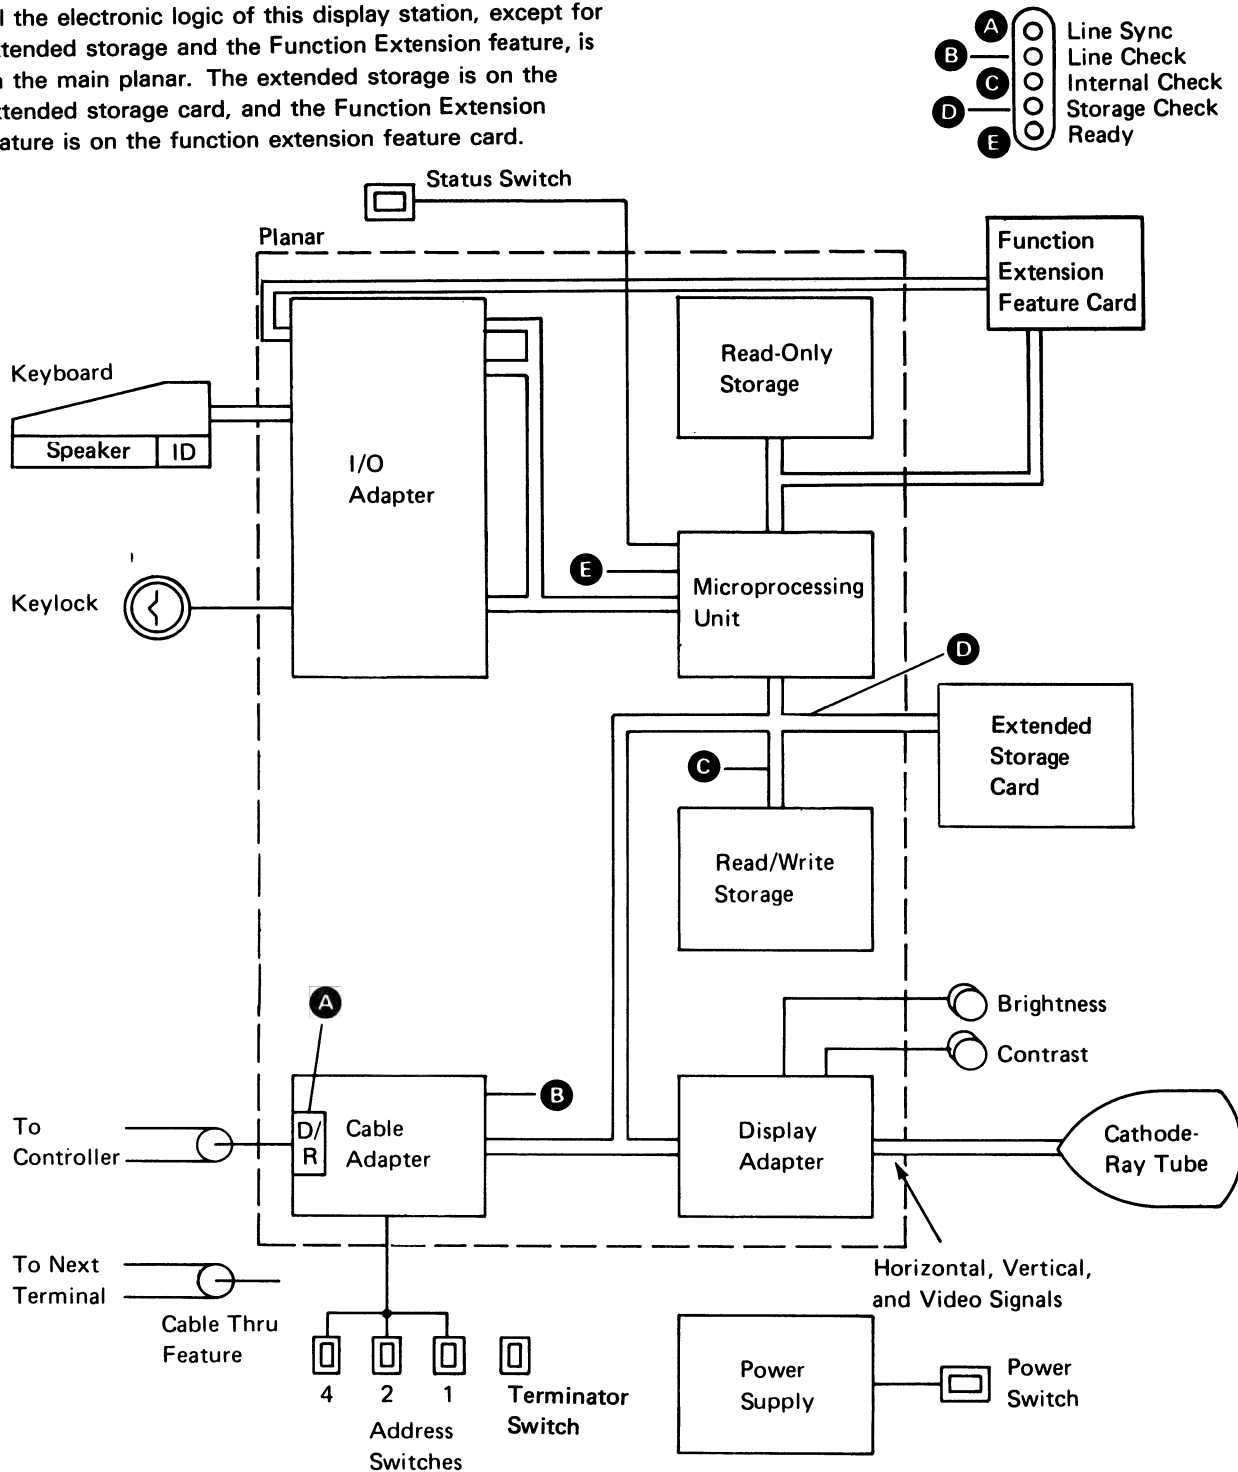 l the electronic logic of this display station, except for
tended storage and the Function Extension feature, is
the main planar. The extended storage is on the
tended storage card, and the Function Extension
ature is on the function extension feature card.
A Line Sync
B Line Check
C Internal Check
D Storage Check
E Ready
Status Switch
Planar
Function
Extension
Feature Card
Read-Only
Storage
Keyboard
Speaker
ID
I/O
Adapter
E
Microprocessing
Unit
Keylock
D
Extended
Storage
Card
C
Read/Write
Storage
A
Brightness
Contrast
B
To
Controller
D/
R
Cable
Adapter
Display
Adapter
Cathode-
Ray Tube
To Next
Terminal
Horizontal, Vertical,
and Video Signals
Cable Thru
Feature
4 2 1
Terminator
Switch
Address
Switches
Power
Supply
Power
Switch